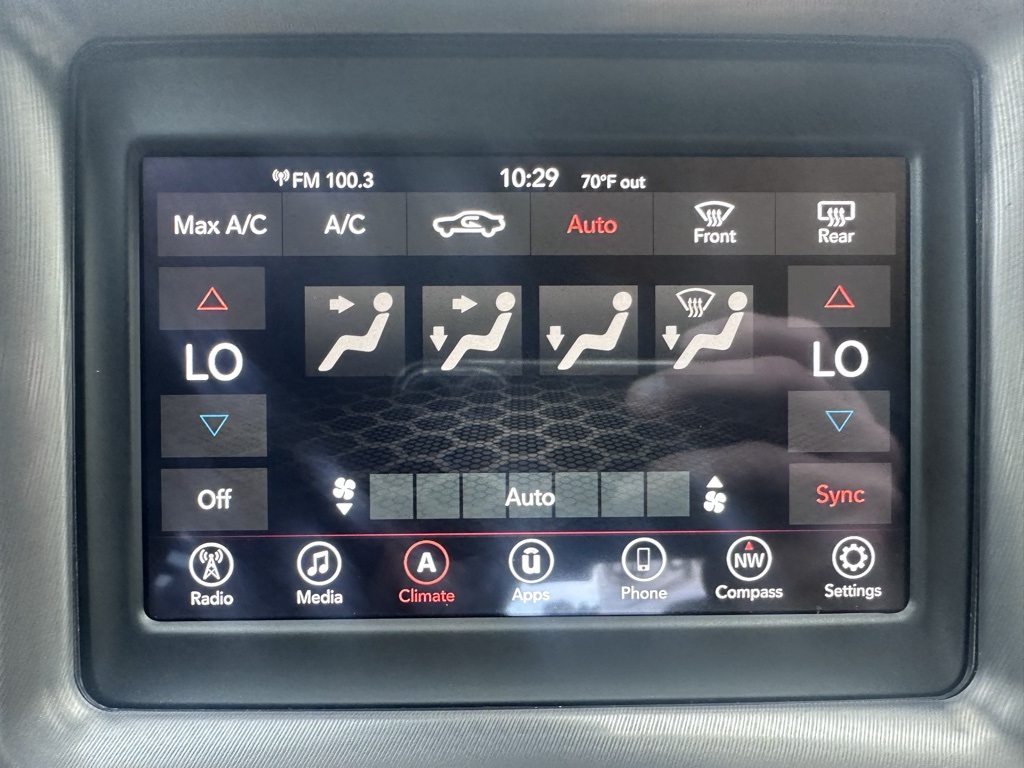 FM 100.3 10:29 70°F out
Max A/C A/C Auto Front Rear
LO LO
Off Auto Sync
A û NW
Radio Media Climate Apps Phone Compass Settings